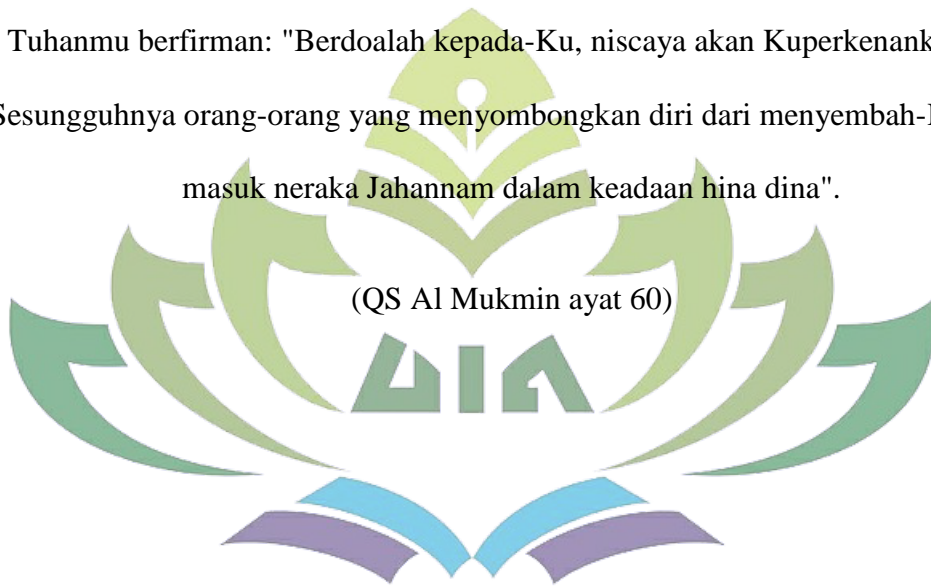 Tuhanmu berfirman: "Berdoalah kepada-Ku, niscaya akan
Sesungguhnya orang-orang yang menyombongkan diri dari
masuk neraka Jahannam dalam keadaan hina dina".
(QS Al Mukmin ayat 60)
UIN